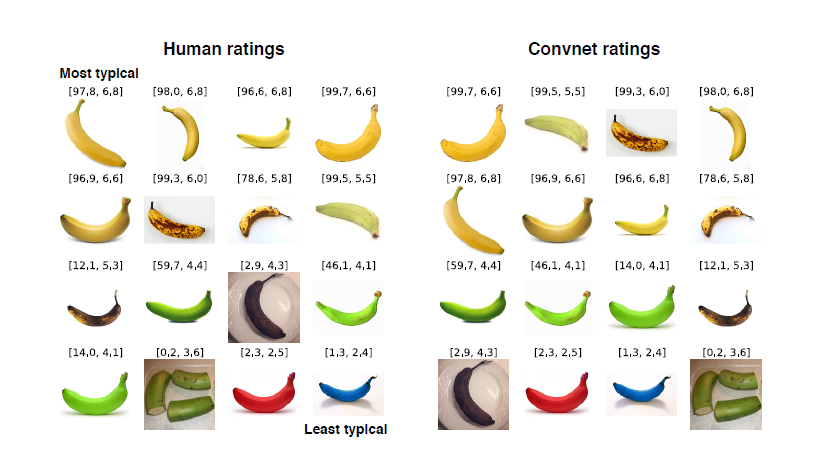 Human ratings
Convnet ratings
Most typical
[97,8, 6,8] [98,0, 6,8] [96,6, 6,8] [99,7, 6,6] [99,7, 6,6] [99,5, 5,5] [99,3, 6,0] [98,0, 6,8]
[96,9, 6,6] [99,3, 6,0] [78,6, 5,8] [99,5, 5,5] [97,8, 6,8] [96,9, 6,6] [96,6, 6,8] [78,6, 5,8]
[12,1, 5,3] [59,7, 4,4] [2,9, 4,3] [46,1, 4,1] [59,7, 4,4] [46,1, 4,1] [14,0, 4,1] [12,1, 5,3]
[14,0, 4,1] [0,2, 3,6] [2,3, 2,5] [1,3, 2,4] [2,9, 4,3] [2,3, 2,5] [1,3, 2,4] [0,2, 3,6]
Least typical